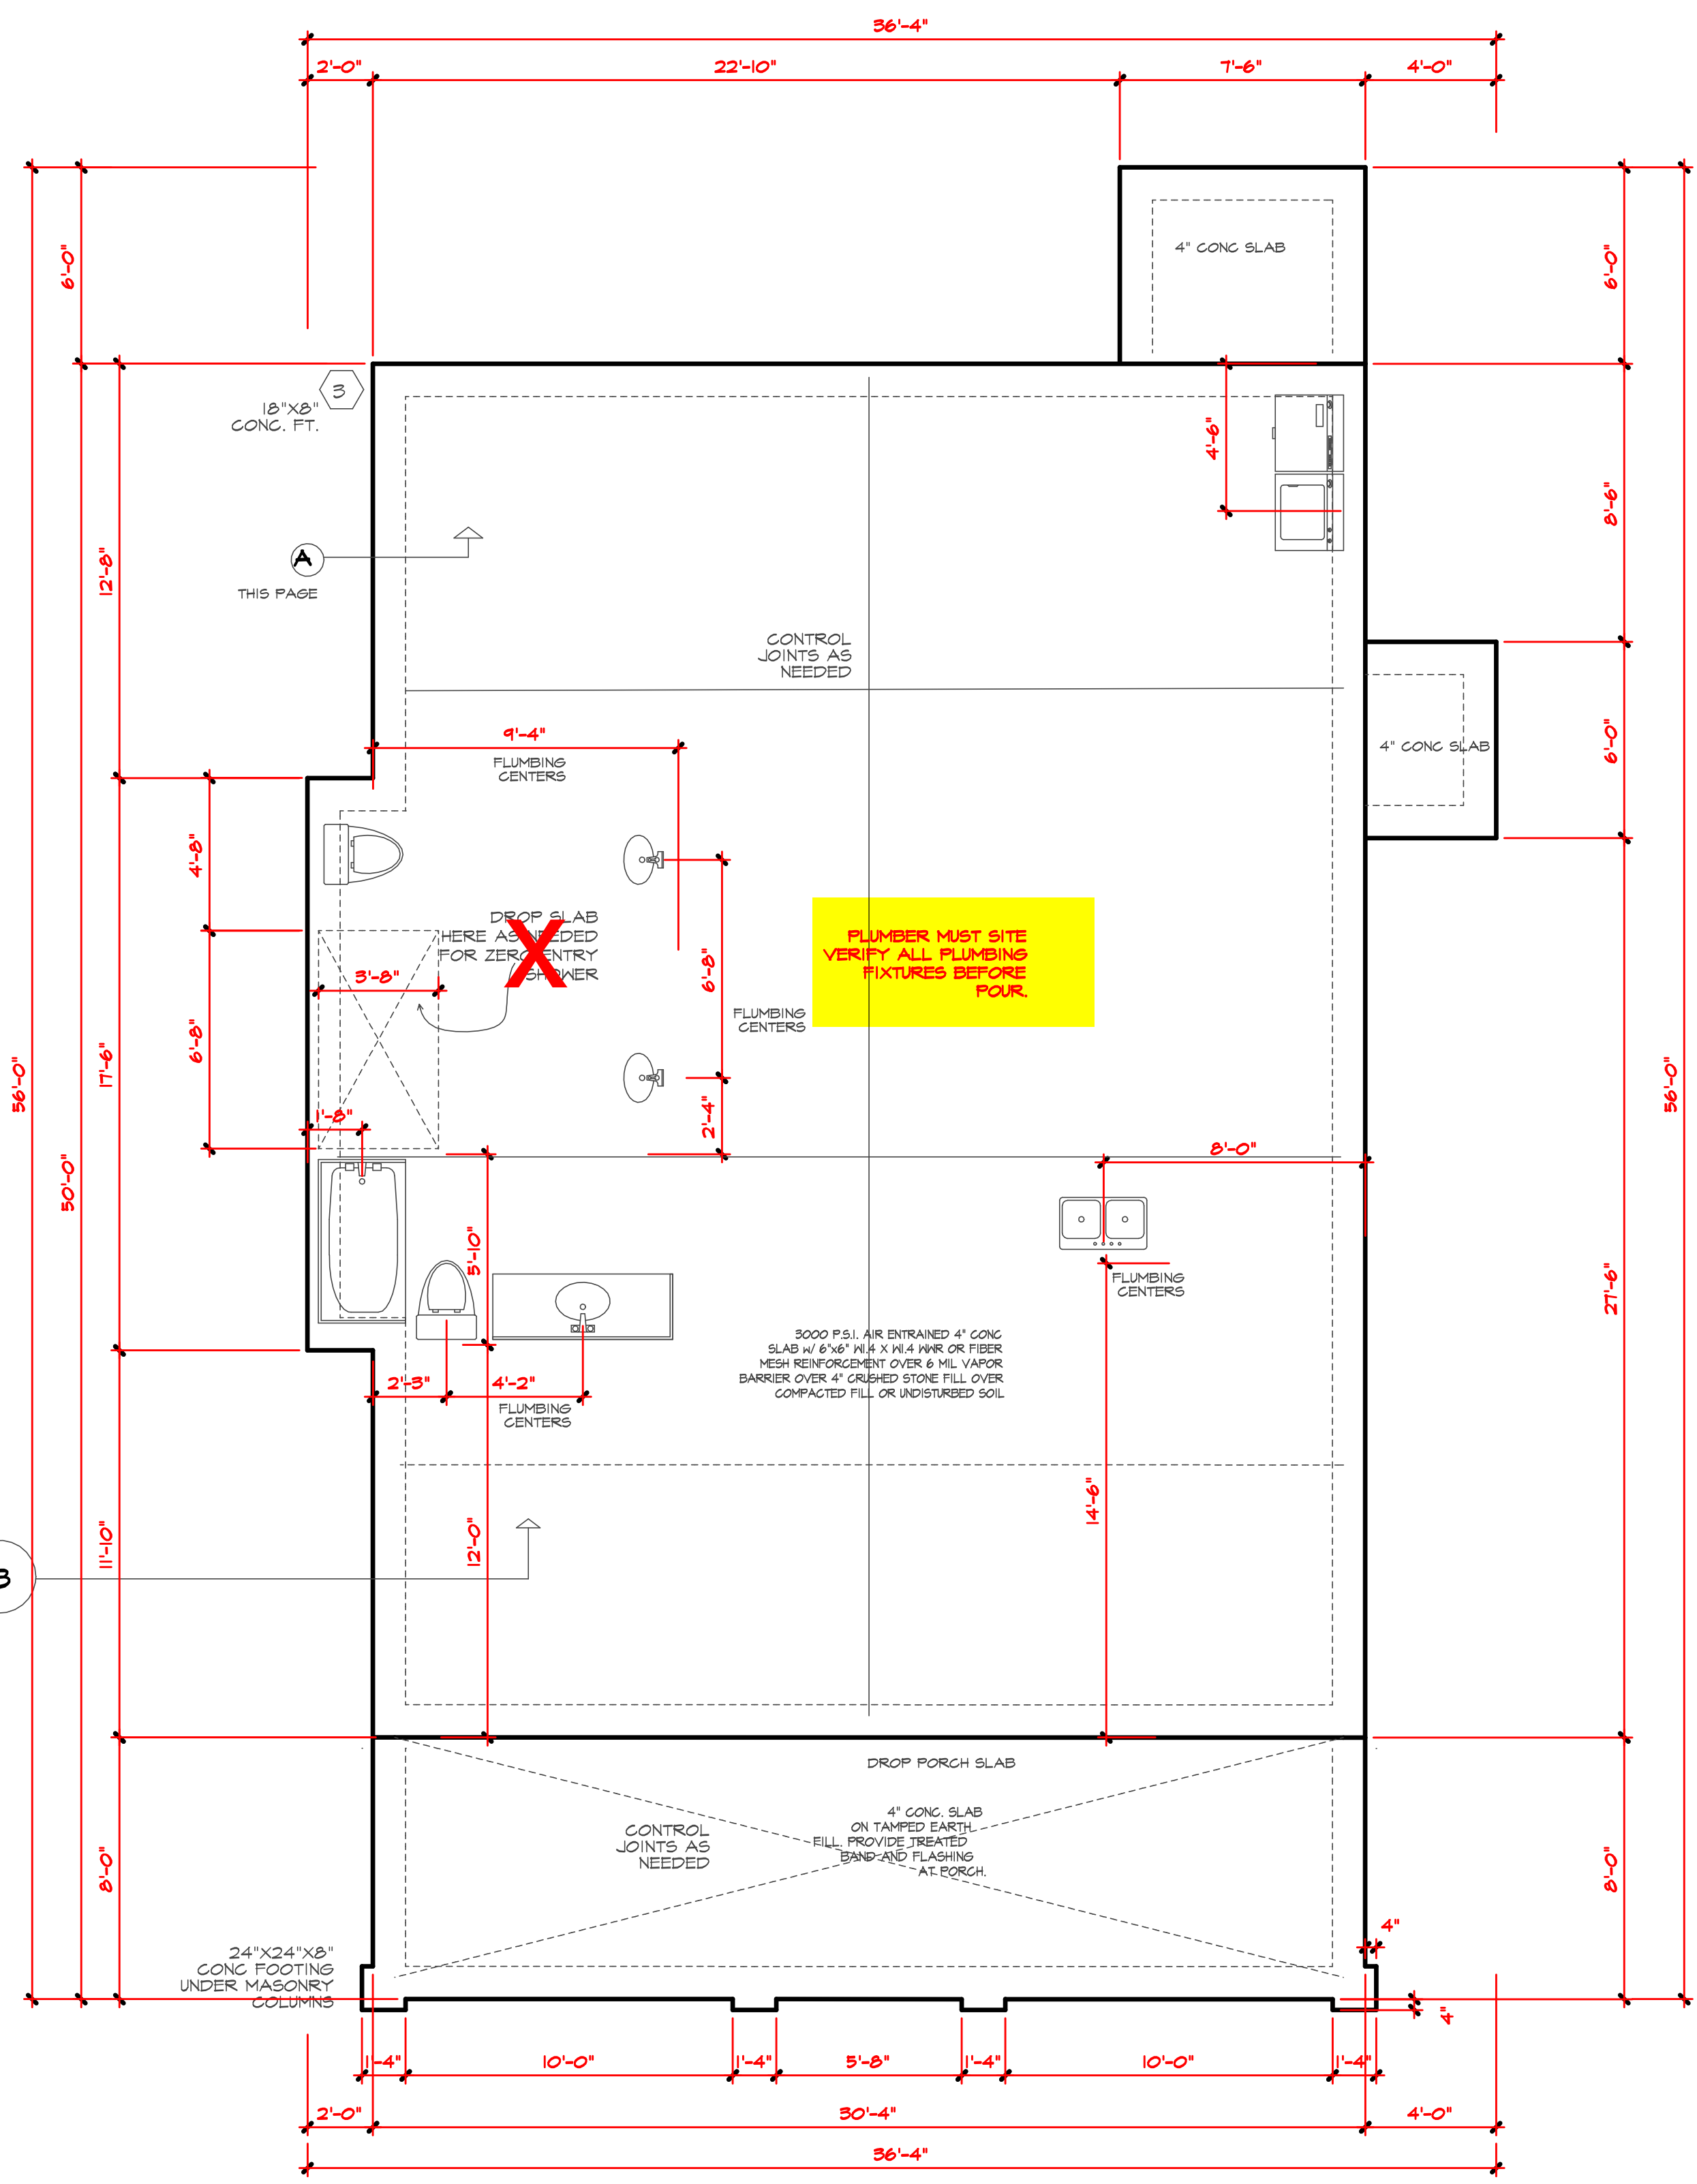 36'-4"
2'-0" 22'-10" 7'-6" 4'-0"
6'-0"
4" CONC SLAB
6'-0"
3
18"X8"
CONC. FT.
4'-6"
8'-6"
12'-8"
A
THIS PAGE
CONTROL
JOINTS AS
NEEDED
9'-4"
FLUMBING
CENTERS
4" CONC SLAB
6'-0"
4'-8"
DROP SLAB
HERE AS NEEDED
FOR ZERO ENTRY
SHOWER
X
PLUMBER MUST SITE
VERIFY ALL PLUMBING
FIXTURES BEFORE
POUR.
3'-8"
6'-8"
FLUMBING
CENTERS
6'-8"
17'-6"
56'-0"
56'-0"
1'-8"
2'-4"
50'-0"
8'-0"
5'-10"
FLUMBING
CENTERS
27'-6"
3000 P.S.I. AIR ENTRAINED 4" CONC
SLAB W/ 6"x6" W1.4 X W1.4 WWR OR FIBER
MESH REINFORCEMENT OVER 6 MIL VAPOR
BARRIER OVER 4" CRUSHED STONE FILL OVER
COMPACTED FILL OR UNDISTURBED SOIL
2'-3" 4'-2"
FLUMBING
CENTERS
14'-6"
11'-10"
12'-0"
B
DROP PORCH SLAB
4" CONC. SLAB
ON TAMPED EARTH
FILL. PROVIDE TREATED
BAND AND FLASHING
AT PORCH.
CONTROL
JOINTS AS
NEEDED
8'-0"
8'-0"
4"
24"X24"X8"
CONC FOOTING
UNDER MASONRY
COLUMNS
4"
1'-4" 10'-0" 1'-4" 5'-8" 1'-4" 10'-0" 1'-4"
2'-0" 30'-4" 4'-0"
36'-4"